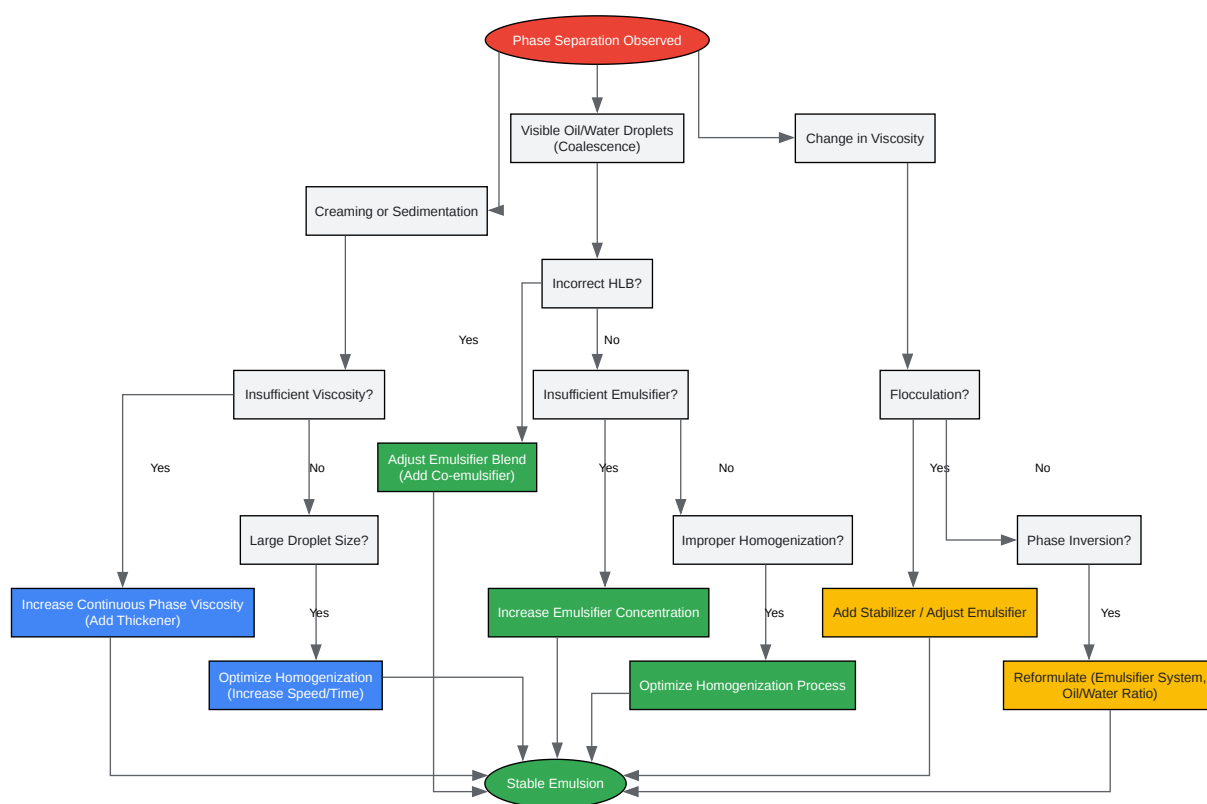 Phase Separation Observed
Visible Oil/Water Droplets
(Coalescence)
Change in Viscosity
Creaming or Sedimentation
Incorrect HLB?
Yes
No
Insufficient Viscosity?
Insufficient Emulsifier?
Flocculation?
Adjust Emulsifier Blend
(Add Co-emulsifier)
Yes
No
Yes
No
Yes
No
Large Droplet Size?
Improper Homogenization?
Phase Inversion?
Increase Continuous Phase Viscosity
(Add Thickener)
Yes
Increase Emulsifier Concentration
Yes
Add Stabilizer / Adjust Emulsifier
Yes
Optimize Homogenization
(Increase Speed/Time)
Optimize Homogenization Process
Reformulate (Emulsifier System,
Oil/Water Ratio)
Stable Emulsion